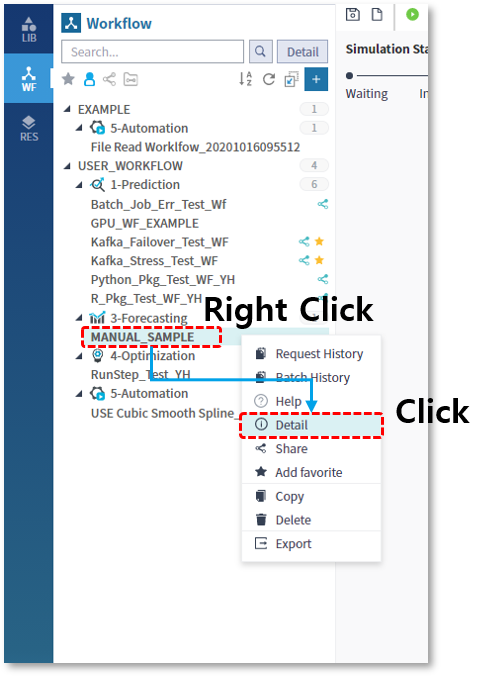 LIB
WF
RES
Workflow
Search...
Detail
EXAMPLE 1
5-Automation 1
File Read Worklfow_20201016095512
USER_WORKFLOW 4
1-Prediction 6
Batch_Job_Err_Test_Wf
GPU_WF_EXAMPLE
Kafka_Failover_Test_WF
Kafka_Stress_Test_WF
Python_Pkg_Test_WF_YH
R_Pkg_Test_WF_YH
3-Forecasting
MANUAL_SAMPLE
4-Optimization
RunStep_Test_YH
5-Automation
USE Cubic Smooth Spline_
Right Click
Request History
Batch History
Help
Detail
Share
Add favorite
Copy
Delete
Export
Click
Simulation Sta
Waiting In